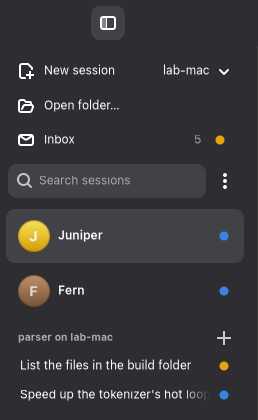 New session lab-mac
Open folder...
Inbox 5
Search sessions
J Juniper
F Fern
parser on lab-mac
List the files in the build folder
Speed up the tokenizer's hot loop